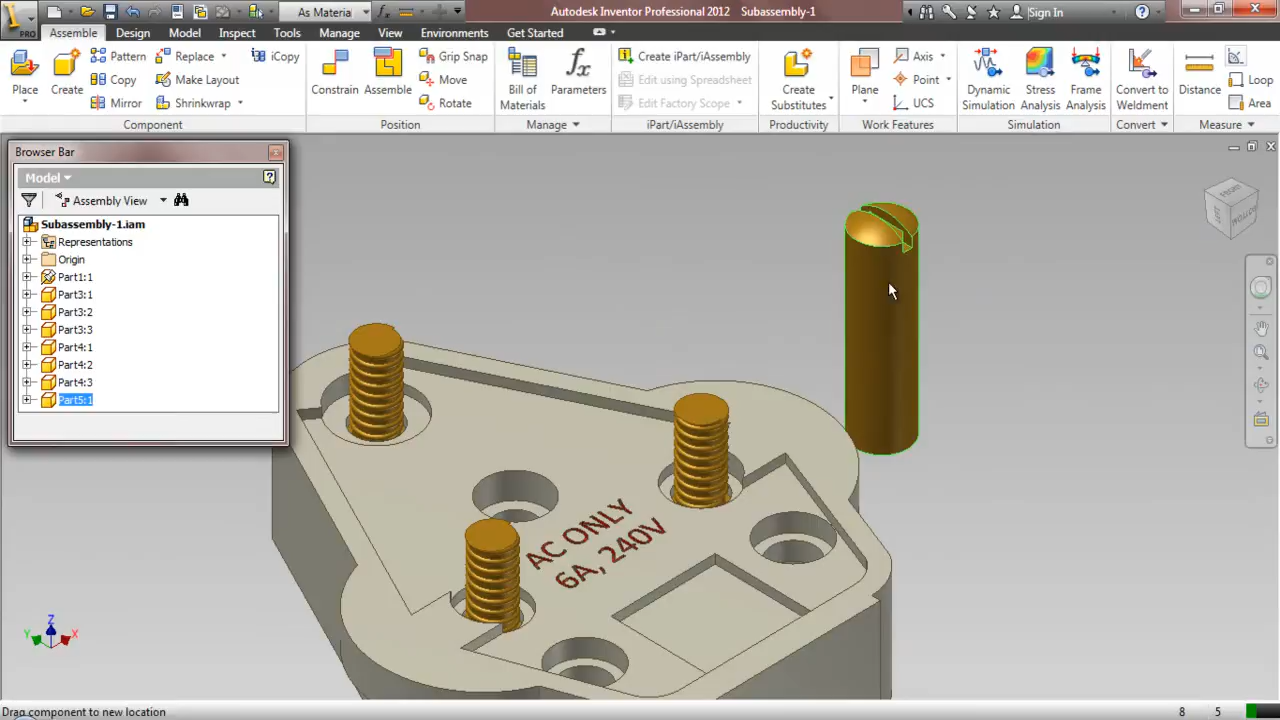 As Material
Autodesk Inventor Professional 2012 Subassembly-1
Sign In
PRO
Assemble Design Model Inspect Tools Manage View Environments Get Started
Place
Create
Pattern
Copy
Mirror
Replace
Make Layout
Shrinkwrap
iCopy
Component
Constrain
Assemble
Grip Snap
Move
Rotate
Position
Bill of
Materials
Parameters
Manage
Create iPart/iAssembly
Edit using Spreadsheet
Edit Factory Scope
iPart/iAssembly
Create
Substitutes
Productivity
Plane
Axis
Point
UCS
Work Features
Dynamic
Simulation
Stress
Analysis
Frame
Analysis
Simulation
Convert to
Weldment
Convert
Distance
Loop
Area
Measure
Browser Bar
Model
Assembly View
Subassembly-1.iam
Representations
Origin
Part1:1
Part3:1
Part3:2
Part3:3
Part4:1
Part4:2
Part4:3
Part5:1
AC ONLY
6A, 240V
Z
Y
X
Drag component to new location
8 5